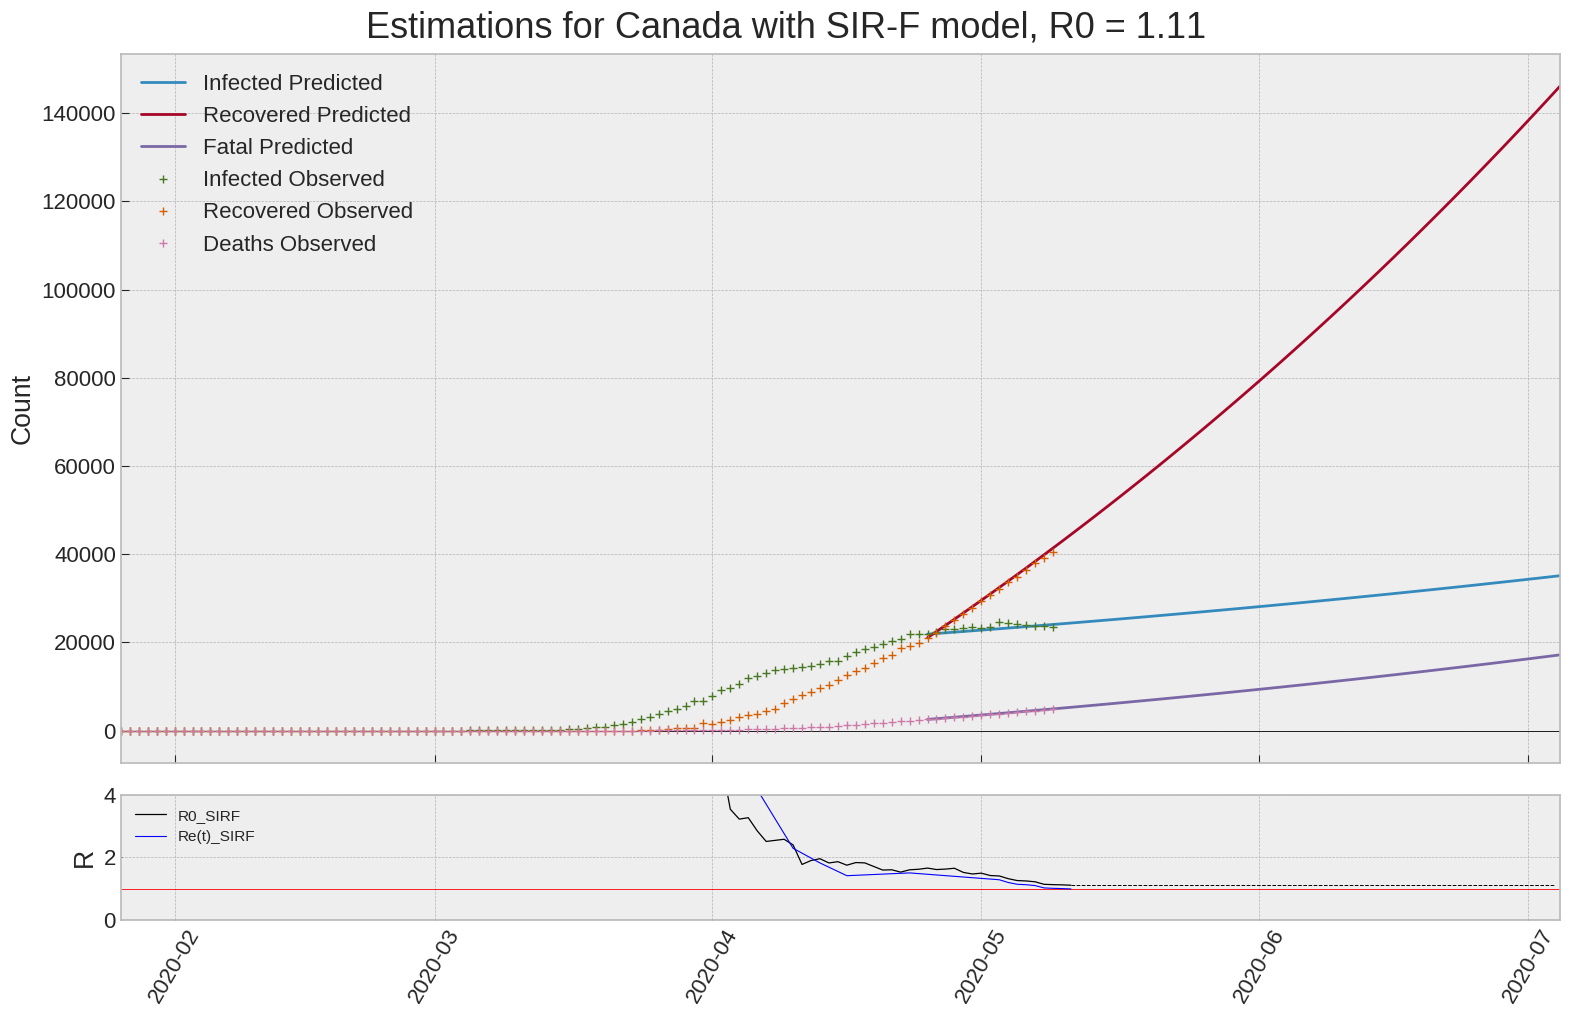 Estimations for Canada with SIR-F model, R0 = 1.11
Infected Predicted
Recovered Predicted
Fatal Predicted
Infected Observed
Recovered Observed
Deaths Observed
140000
120000
100000
80000
60000
40000
20000
0
Count
4
2
0
R
R0_SIRF
Re(t)_SIRF
2020-02
2020-03
2020-04
2020-05
2020-06
2020-07